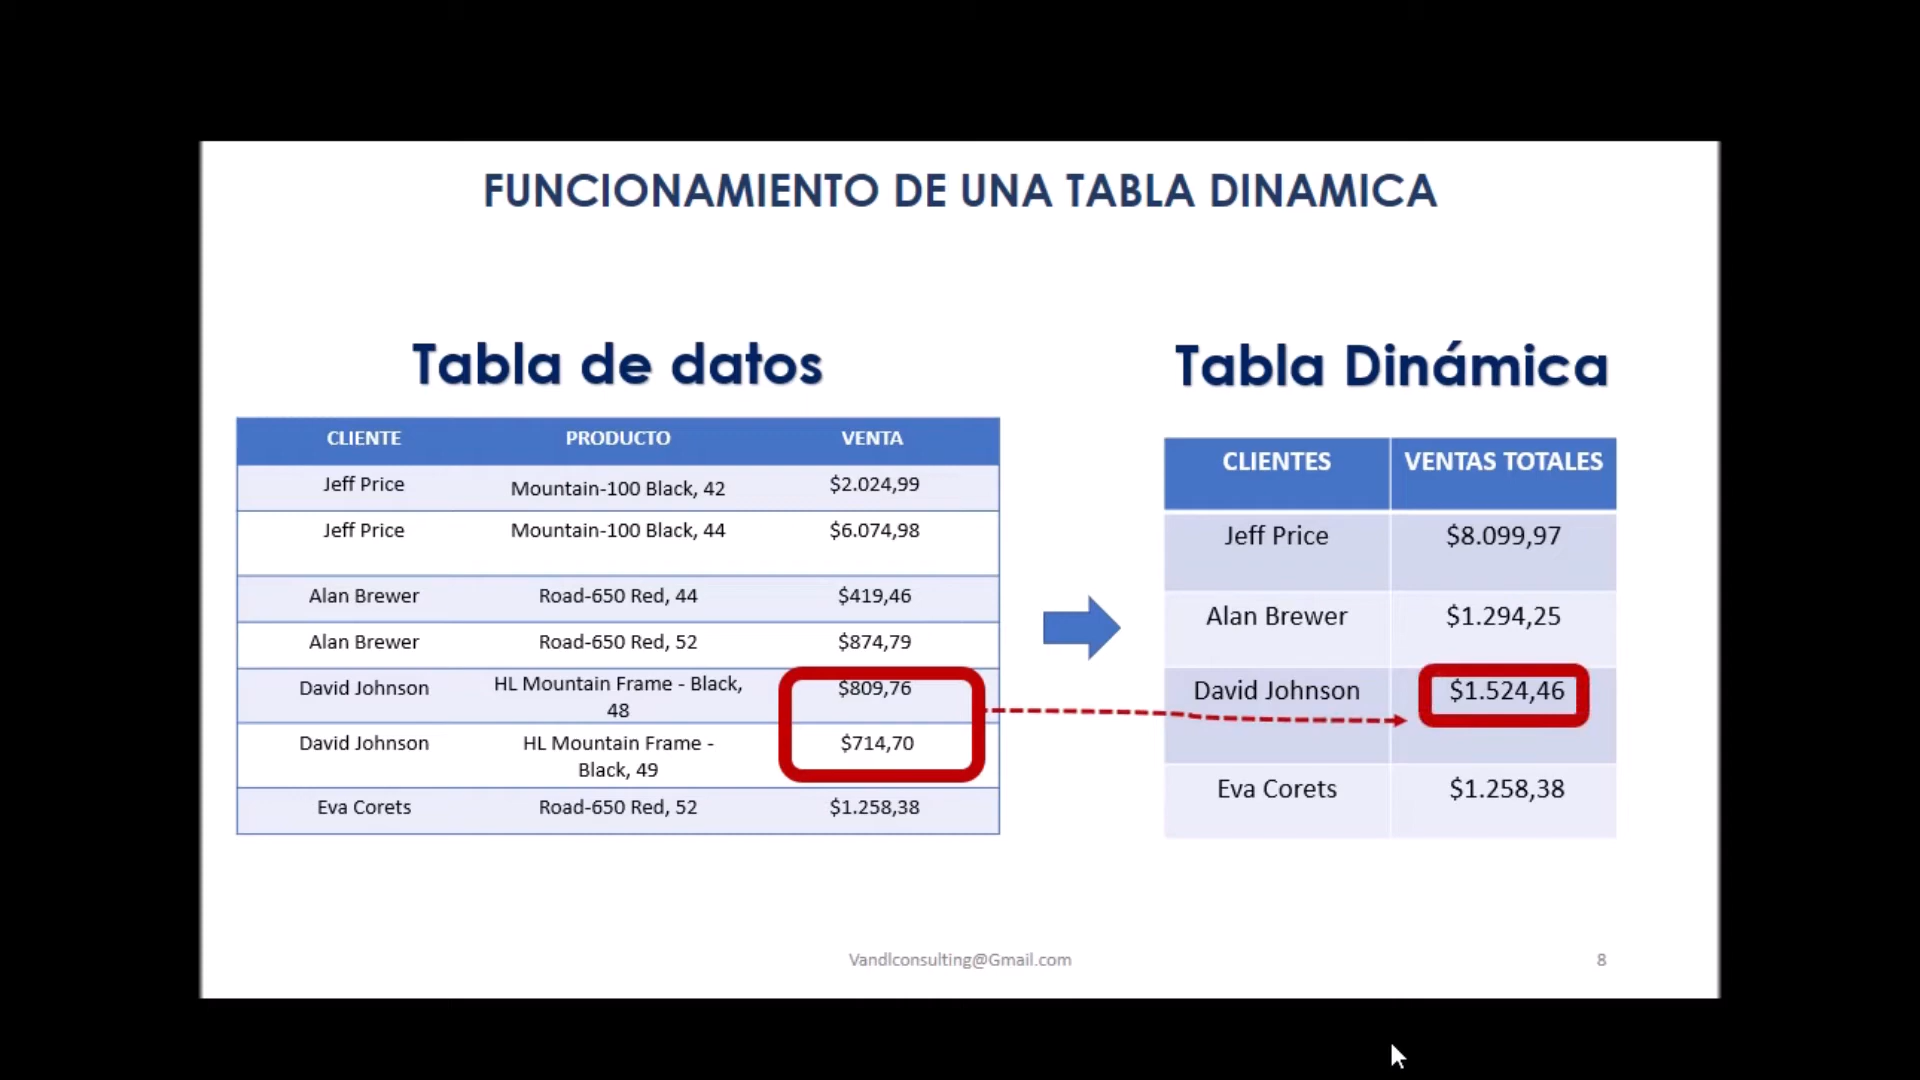 FUNCIONAMIENTO DE UNA TABLA DINAMICA
Tabla de datos
CLIENTE PRODUCTO VENTA
Jeff Price Mountain-100 Black, 42 $2.024,99
Jeff Price Mountain-100 Black, 44 $6.074,98
Alan Brewer Road-650 Red, 44 $419,46
Alan Brewer Road-650 Red, 52 $874,79
David Johnson HL Mountain Frame - Black, $809,76
48
David Johnson HL Mountain Frame - $714,70
Black, 49
Eva Corets Road-650 Red, 52 $1.258,38
Tabla Dinámica
CLIENTES VENTAS TOTALES
Jeff Price $8.099,97
Alan Brewer $1.294,25
David Johnson $1.524,46
Eva Corets $1.258,38
Vandlconsulting@Gmail.com
8